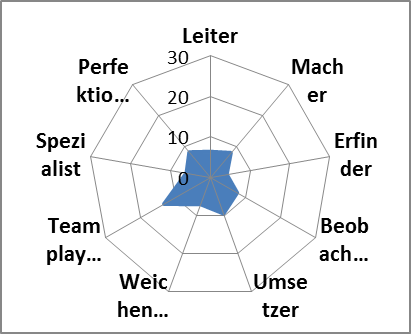 Leiter
Mach
er
Erfin
der
Beob
ach...
Umse
tzer
Weic
hen...
Team
play...
Spezi
alist
Perfe
ktio...
30
20
10
0